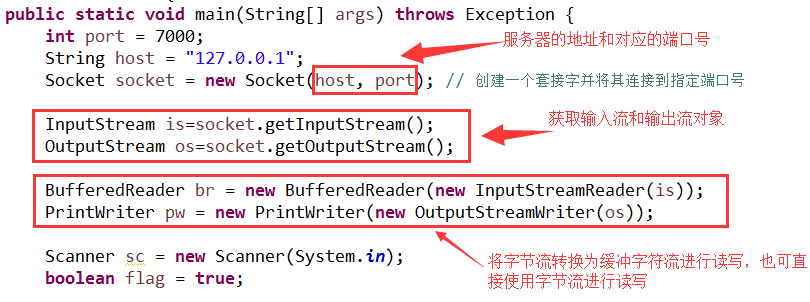 public static void main(String[] args) throws Exception {
int port = 7000;
服务器的地址和对应的端口号
String host = "127.0.0.1";
Socket socket = new Socket(host, port); // 创建一个套接字并将其连接到指定端口号
获取输入流和输出流对象
InputStream is=socket.getInputStream();
OutputStream os=socket.getOutputStream();
BufferedReader br = new BufferedReader(new InputStreamReader(is));
PrintWriter pw = new PrintWriter(new OutputStreamWriter(os));
Scanner sc = new Scanner(System.in);
boolean flag = true;
将字节流转换为缓冲字符流进行读写，也可直
接使用字节流进行读写